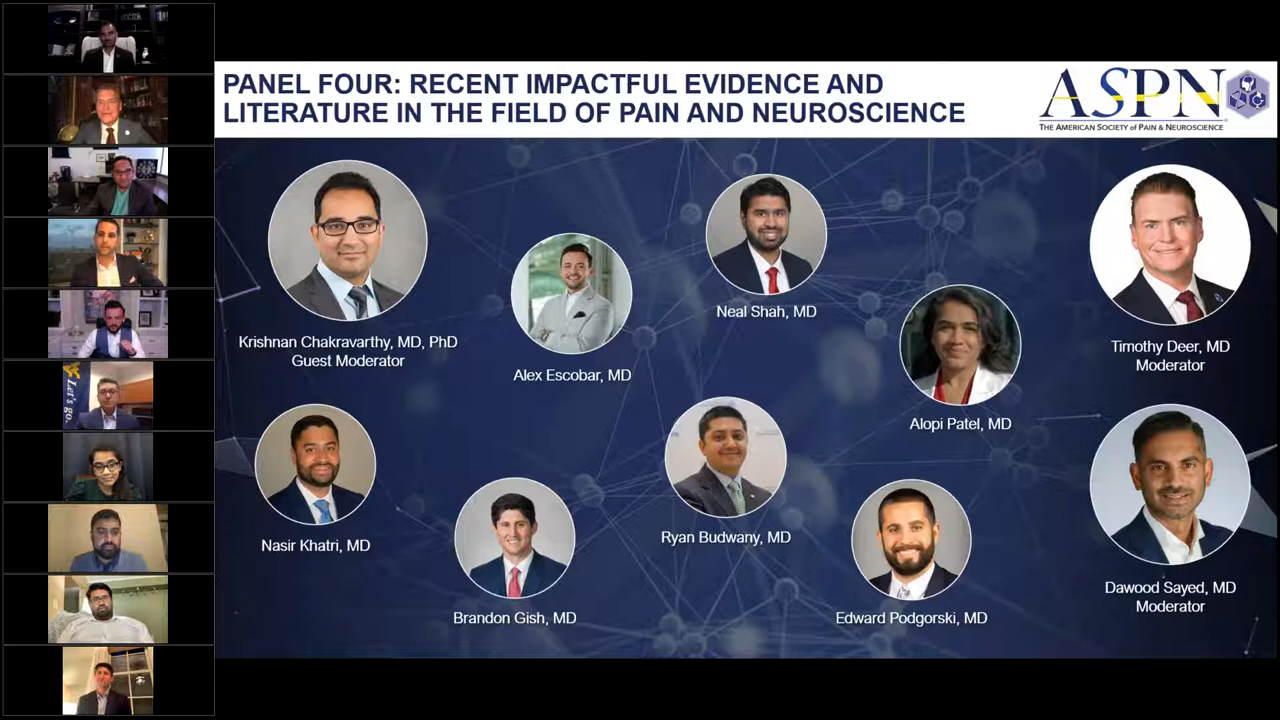 PANEL FOUR: RECENT IMPACTFUL EVIDENCE AND
LITERATURE IN THE FIELD OF PAIN AND NEUROSCIENCE
ASPN
THE AMERICAN SOCIETY of PAIN & NEUROSCIENCE
Krishnan Chakravarthy, MD, PhD
Guest Moderator
Alex Escobar, MD
Neal Shah, MD
Alopi Patel, MD
Timothy Deer, MD
Moderator
Nasir Khatri, MD
Brandon Gish, MD
Ryan Budwany, MD
Edward Podgorski, MD
Dawood Sayed, MD
Moderator
Let's go.